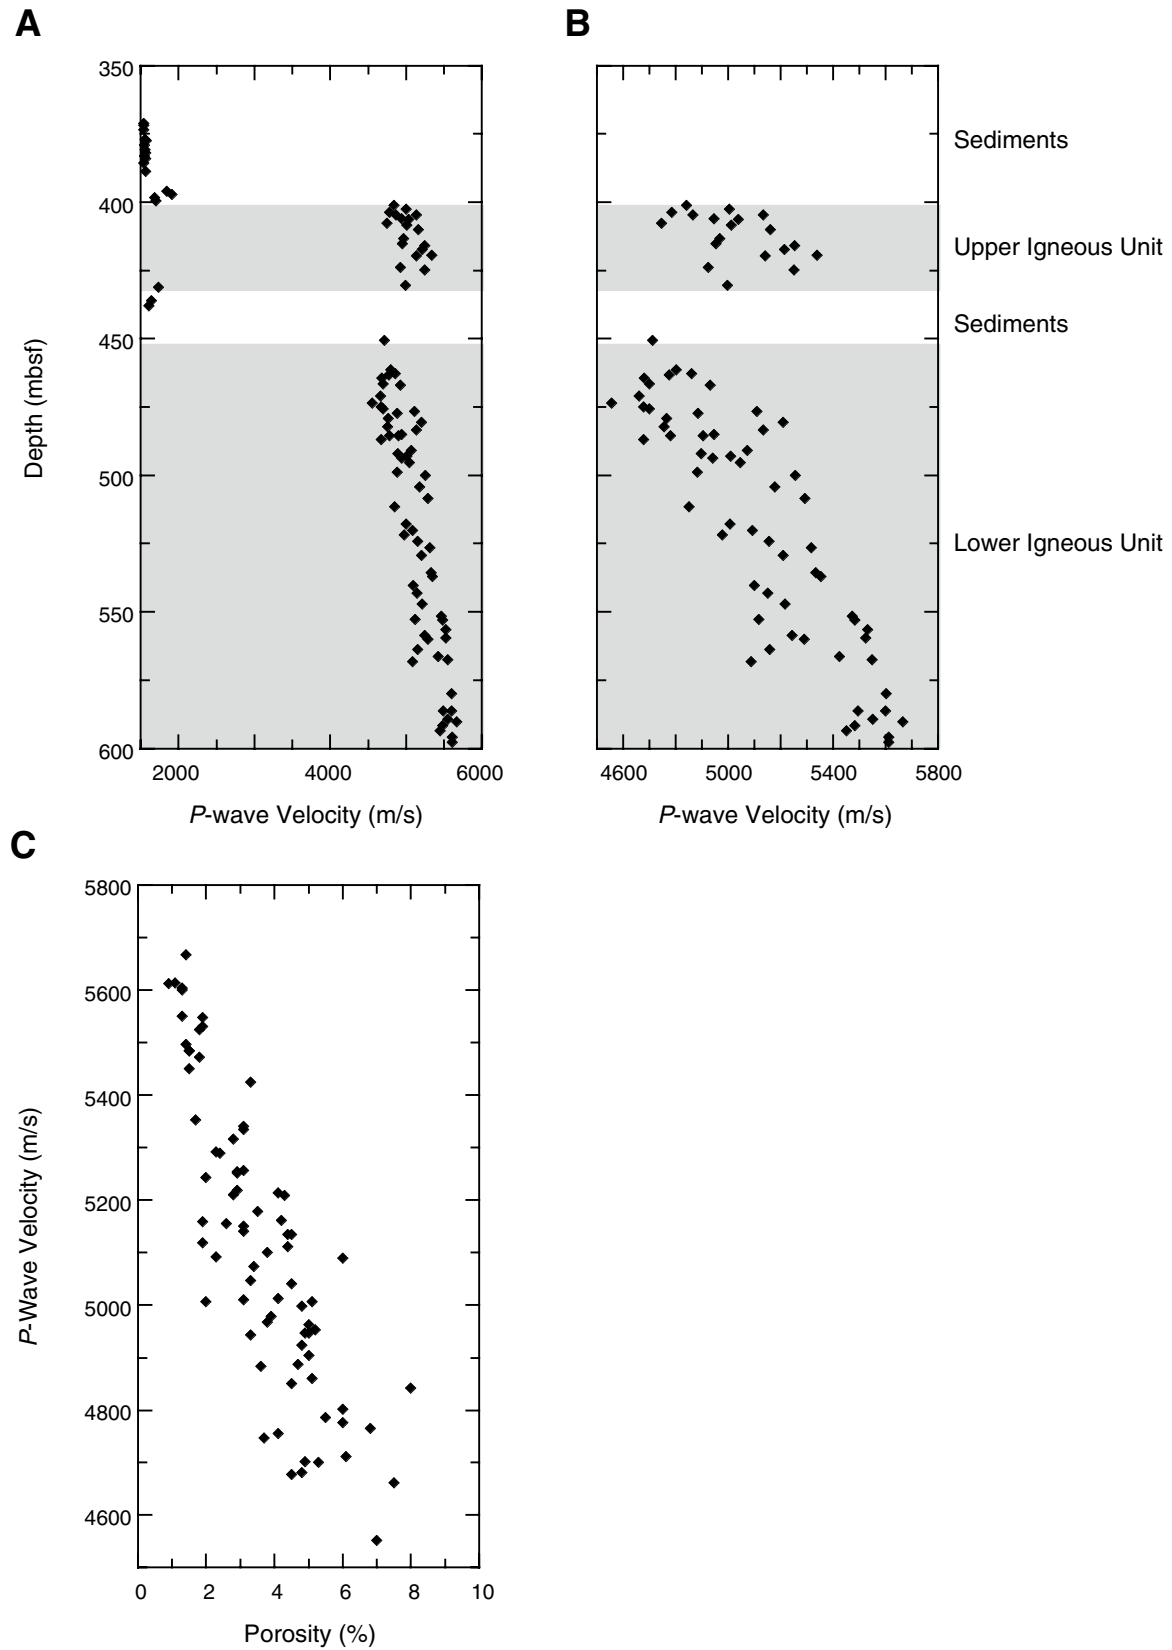 A
B
350
400
450
500
550
600
Depth (mbsf)
2000
4000
6000
P-wave Velocity (m/s)
4600
5000
5400
5800
P-wave Velocity (m/s)
Sediments
Upper Igneous Unit
Sediments
Lower Igneous Unit
C
5800
5600
5400
5200
5000
4800
4600
P-Wave Velocity (m/s)
0
2
4
6
8
10
Porosity (%)